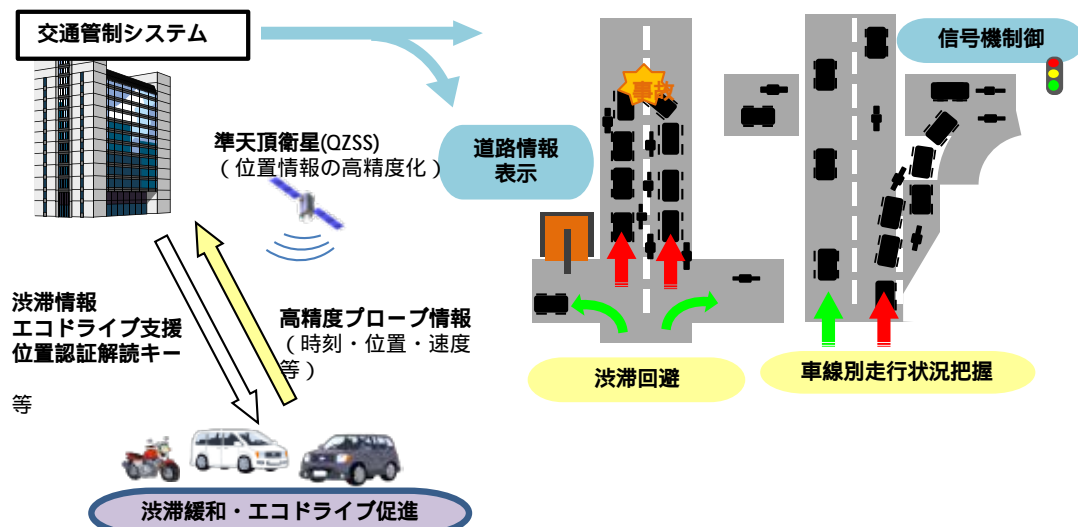 交通管制システム
準天頂衛星(QZSS)
（位置情報の高精度化）
道路情報
表示
事故
信号機制御
渋滞情報
エコドライブ支援
位置認証解読キー
等
高精度プローブ情報
（時刻・位置・速度
等）
渋滞回避
車線別走行状況把握
渋滞緩和・エコドライブ促進